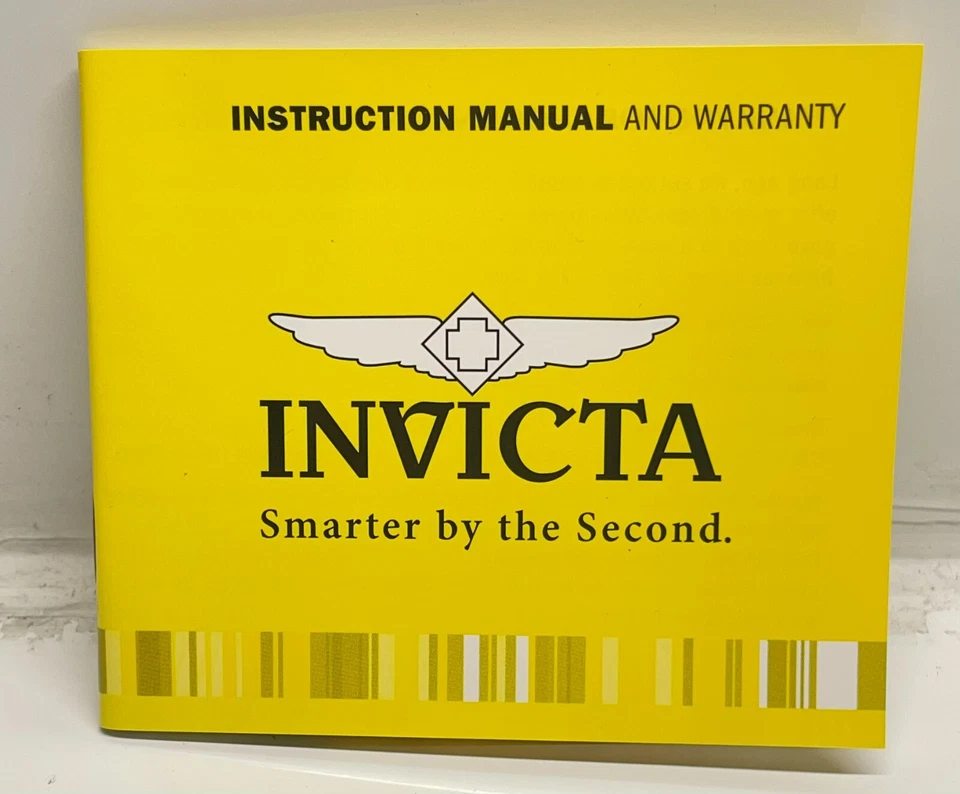 INSTRUCTION MANUAL AND WARRANTY
INVICTA
Smarter by the Second.